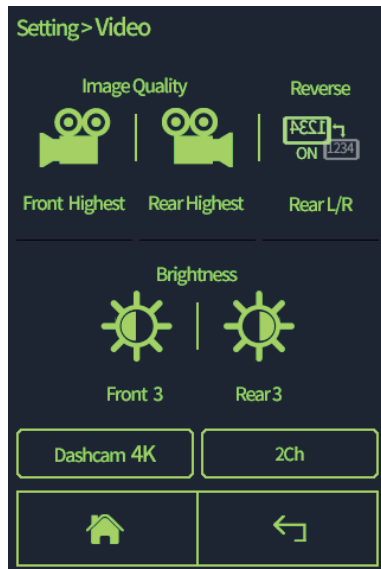 Setting>Video
Image Quality
Reverse
1234
ON 1234
Front Highest
Rear Highest
Rear L/R
Brightness
Front 3
Rear 3
Dashcam 4K
2Ch